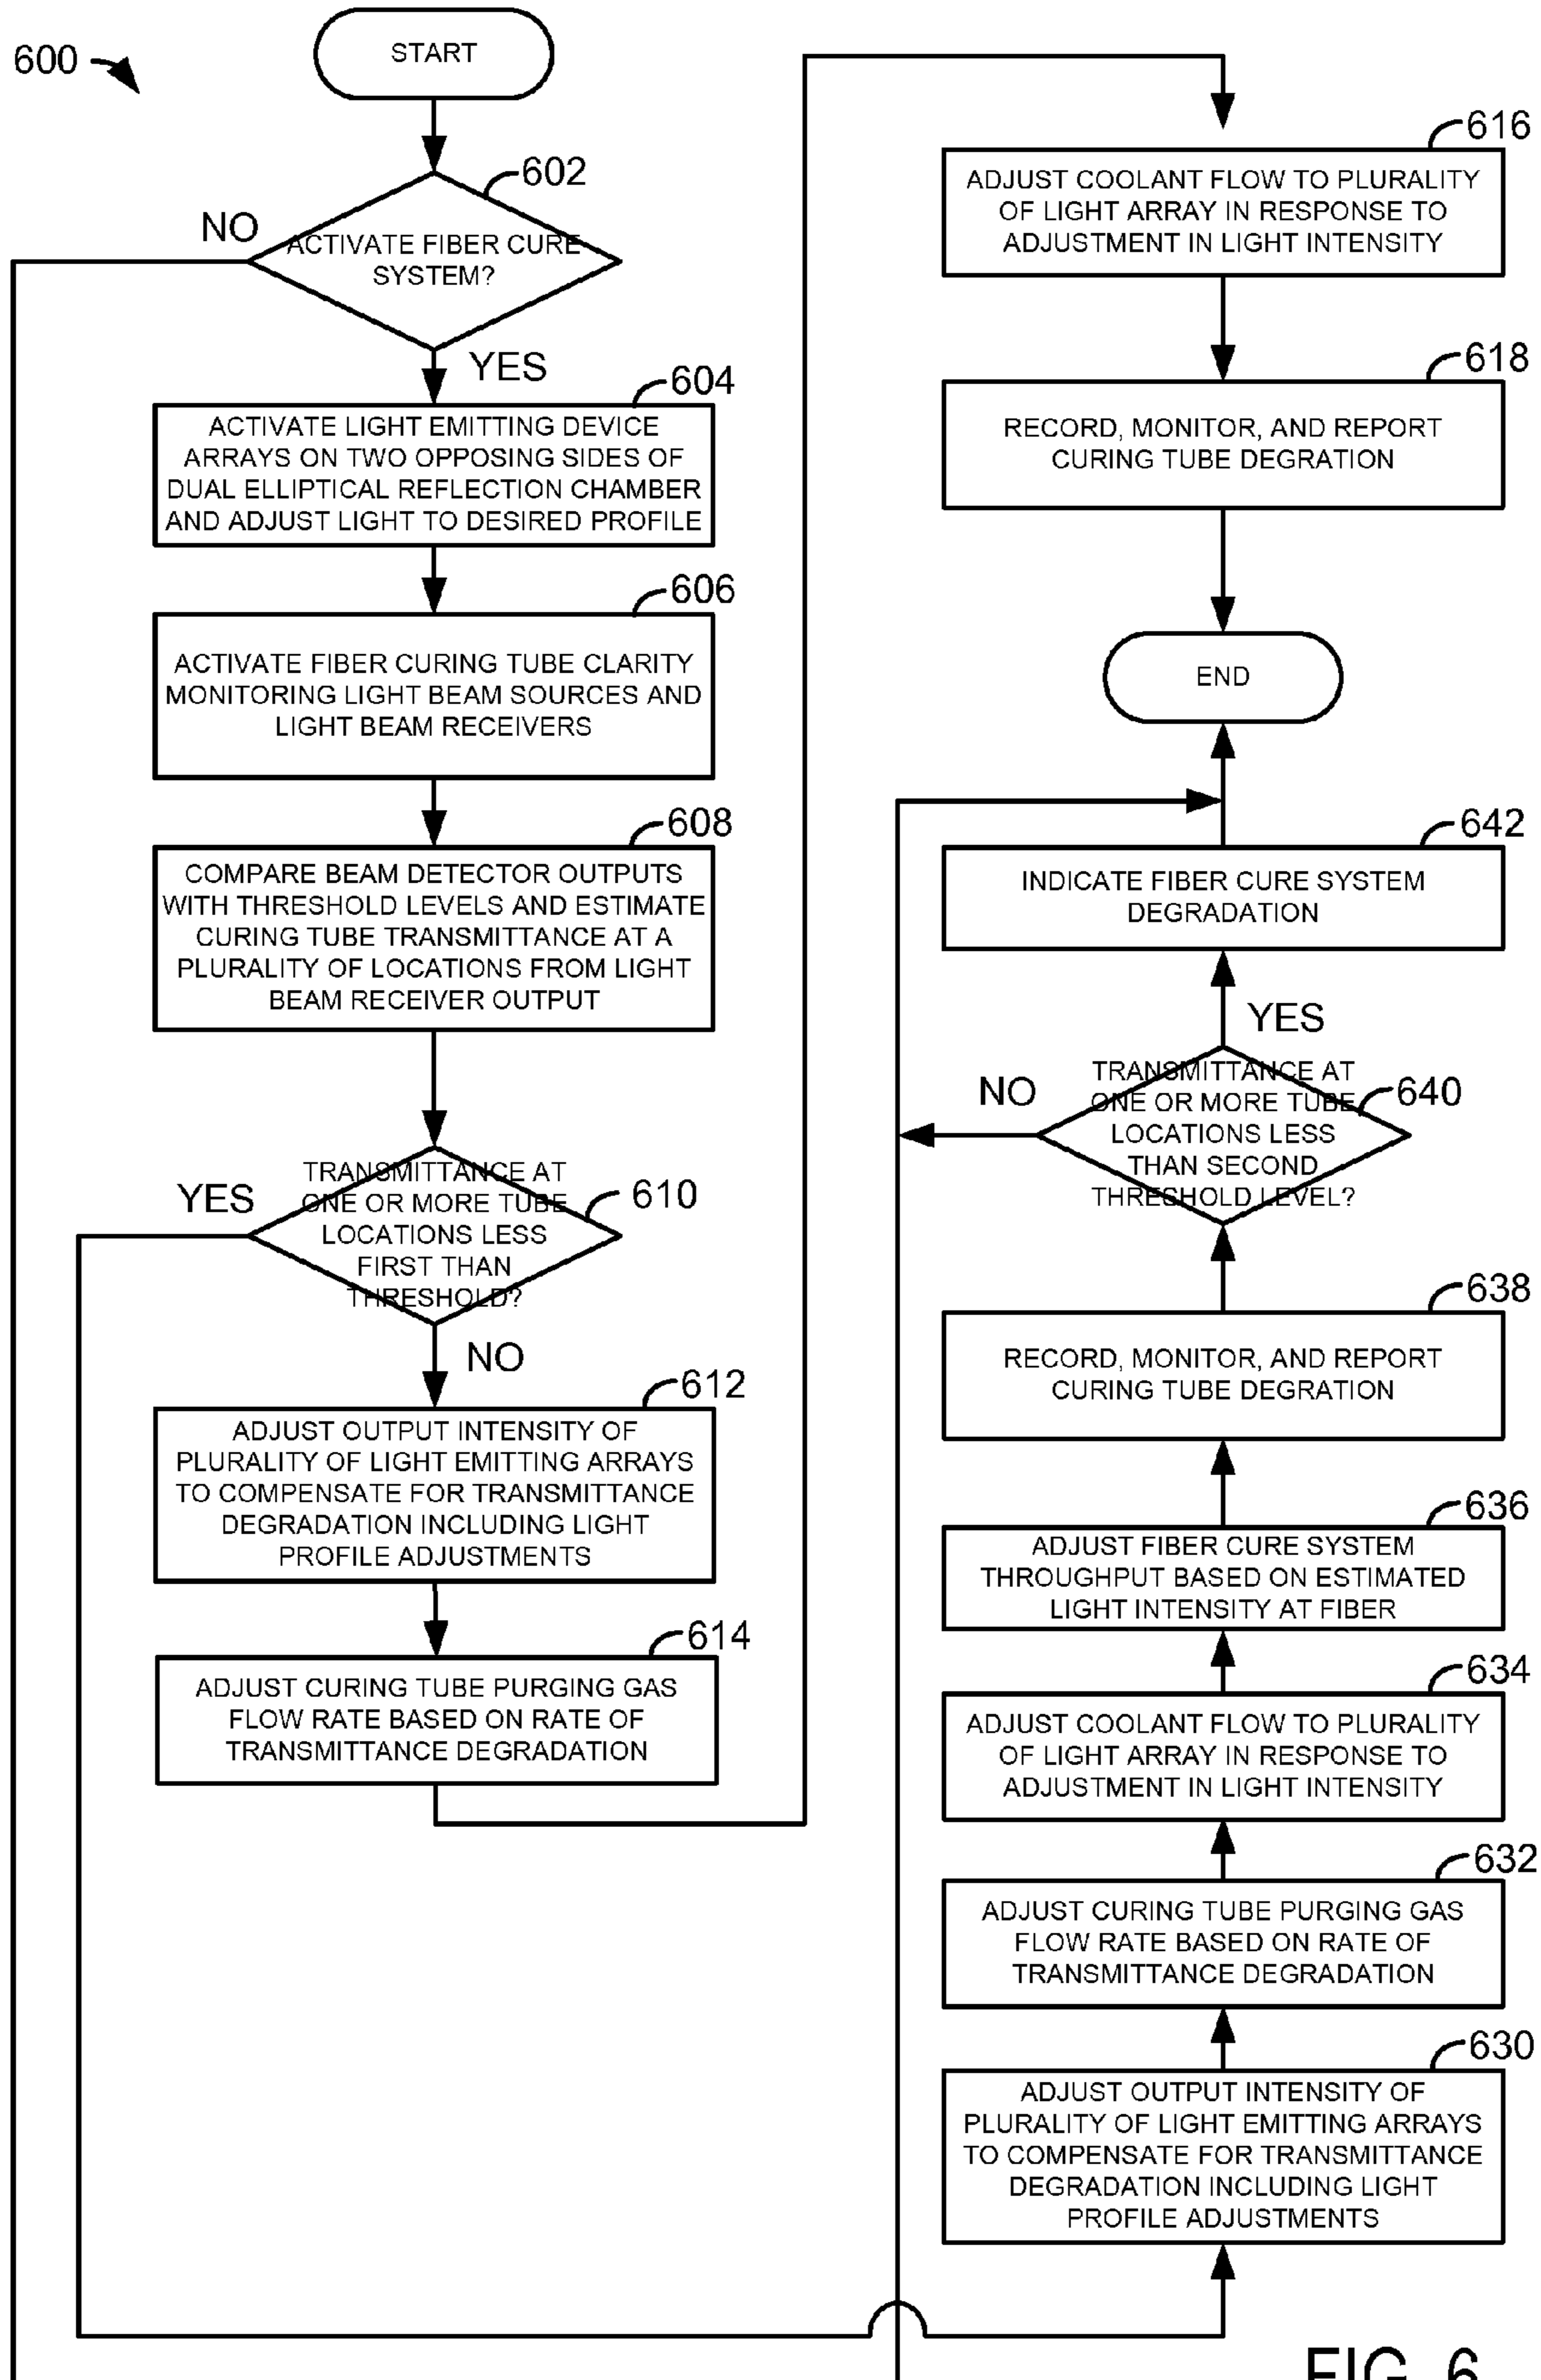 600
START
602
NO
ACTIVATE FIBER CURE
SYSTEM?
YES
604
ACTIVATE LIGHT EMITTING DEVICE
ARRAYS ON TWO OPPOSING SIDES OF
DUAL ELLIPTICAL REFLECTION CHAMBER
AND ADJUST LIGHT TO DESIRED PROFILE
606
ACTIVATE FIBER CURING TUBE CLARITY
MONITORING LIGHT BEAM SOURCES AND
LIGHT BEAM RECEIVERS
608
COMPARE BEAM DETECTOR OUTPUTS
WITH THRESHOLD LEVELS AND ESTIMATE
CURING TUBE TRANSMITTANCE AT A
PLURALITY OF LOCATIONS FROM LIGHT
BEAM RECEIVER OUTPUT
YES
610
TRANSMITTANCE AT
ONE OR MORE TUBE
LOCATIONS LESS
FIRST THAN
THRESHOLD?
NO
612
ADJUST OUTPUT INTENSITY OF
PLURALITY OF LIGHT EMITTING ARRAYS
TO COMPENSATE FOR TRANSMITTANCE
DEGRADATION INCLUDING LIGHT
PROFILE ADJUSTMENTS
614
ADJUST CURING TUBE PURGING GAS
FLOW RATE BASED ON RATE OF
TRANSMITTANCE DEGRADATION
616
ADJUST COOLANT FLOW TO PLURALITY
OF LIGHT ARRAY IN RESPONSE TO
ADJUSTMENT IN LIGHT INTENSITY
618
RECORD, MONITOR, AND REPORT
CURING TUBE DEGRATION
END
642
INDICATE FIBER CURE SYSTEM
DEGRADATION
YES
NO
640
TRANSMITTANCE AT
ONE OR MORE TUBE
LOCATIONS LESS
THAN SECOND
THRESHOLD LEVEL?
638
RECORD, MONITOR, AND REPORT
CURING TUBE DEGRATION
636
ADJUST FIBER CURE SYSTEM
THROUGHPUT BASED ON ESTIMATED
LIGHT INTENSITY AT FIBER
634
ADJUST COOLANT FLOW TO PLURALITY
OF LIGHT ARRAY IN RESPONSE TO
ADJUSTMENT IN LIGHT INTENSITY
632
ADJUST CURING TUBE PURGING GAS
FLOW RATE BASED ON RATE OF
TRANSMITTANCE DEGRADATION
630
ADJUST OUTPUT INTENSITY OF
PLURALITY OF LIGHT EMITTING ARRAYS
TO COMPENSATE FOR TRANSMITTANCE
DEGRADATION INCLUDING LIGHT
PROFILE ADJUSTMENTS
FIG. 6